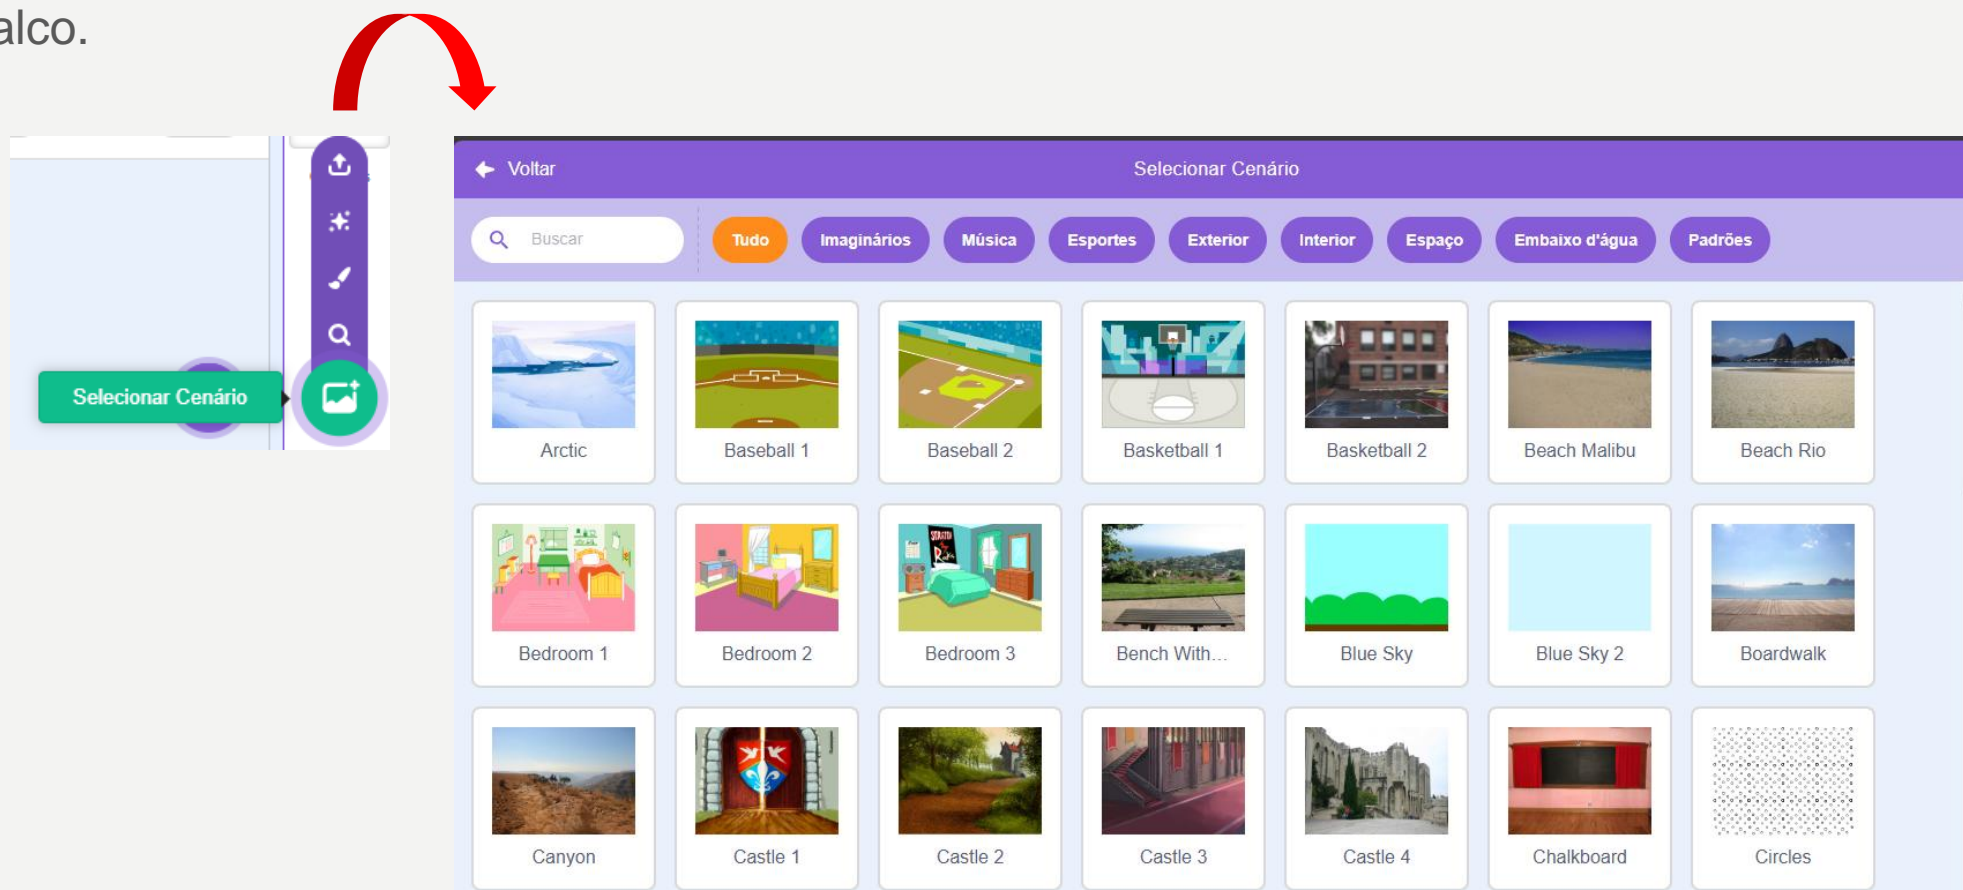 alco.
Voltar
Selecionar Cenário
Buscar
Tudo
Imaginários
Música
Esportes
Exterior
Interior
Espaço
Embaixo d'água
Padrões
Selecionar Cenário
Arctic
Baseball 1
Baseball 2
Basketball 1
Basketball 2
Beach Malibu
Beach Rio
Bedroom 1
Bedroom 2
Bedroom 3
Bench With...
Blue Sky
Blue Sky 2
Boardwalk
Canyon
Castle 1
Castle 2
Castle 3
Castle 4
Chalkboard
Circles